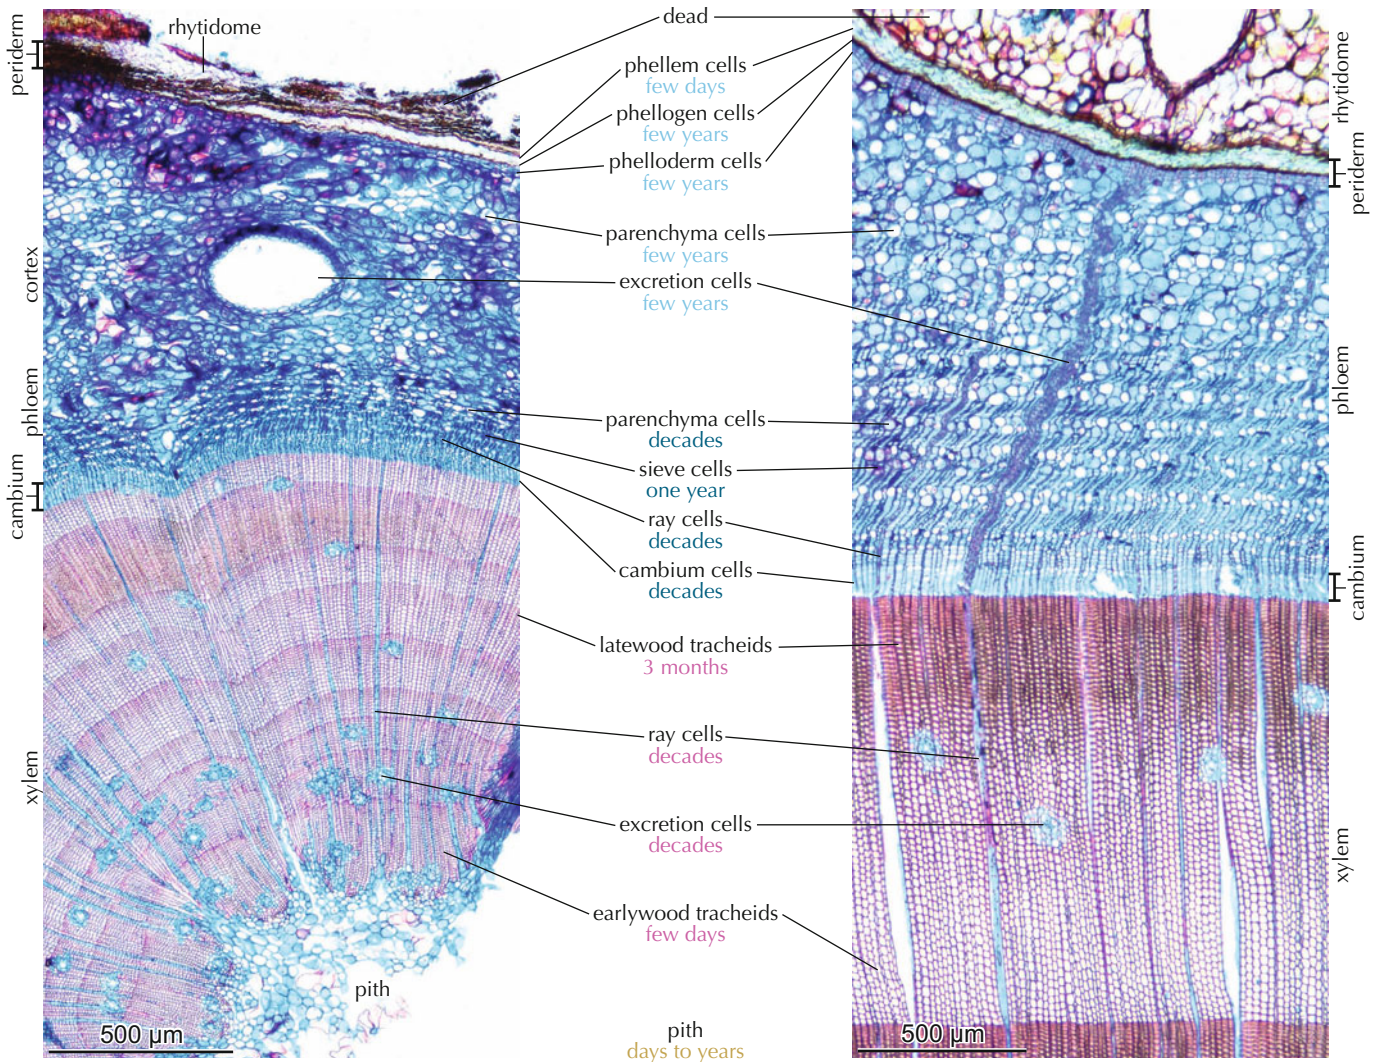 dead
rhytidome
periderm
phellem cells
few days
phellogen cells
few years
phelloderm cells
few years
rhytidome
periderm
parenchyma cells
few years
cortex
excretion cells
few years
phloem
phloem
parenchyma cells
decades
sieve cells
one year
cambium
ray cells
decades
cambium cells
decades
cambium
latewood tracheids
3 months
ray cells
decades
xylem
excretion cells
decades
xylem
earlywood tracheids
few days
pith
500 µm
pith
days to years
500 µm